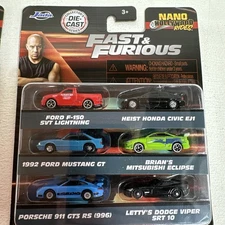 Jada
DIE-CAST
3+
NANO
HOLLYWOOD
RIDES
FAST & FURIOUS
FORD F-150
SVT LIGHTNING
HEIST HONDA CIVIC EJ1
1992 FORD MUSTANG GT
BRIAN'S
MITSUBISHI ECLIPSE
PORSCHE 911 GT3 RS (996)
LETTY'S DODGE VIPER
SRT 10